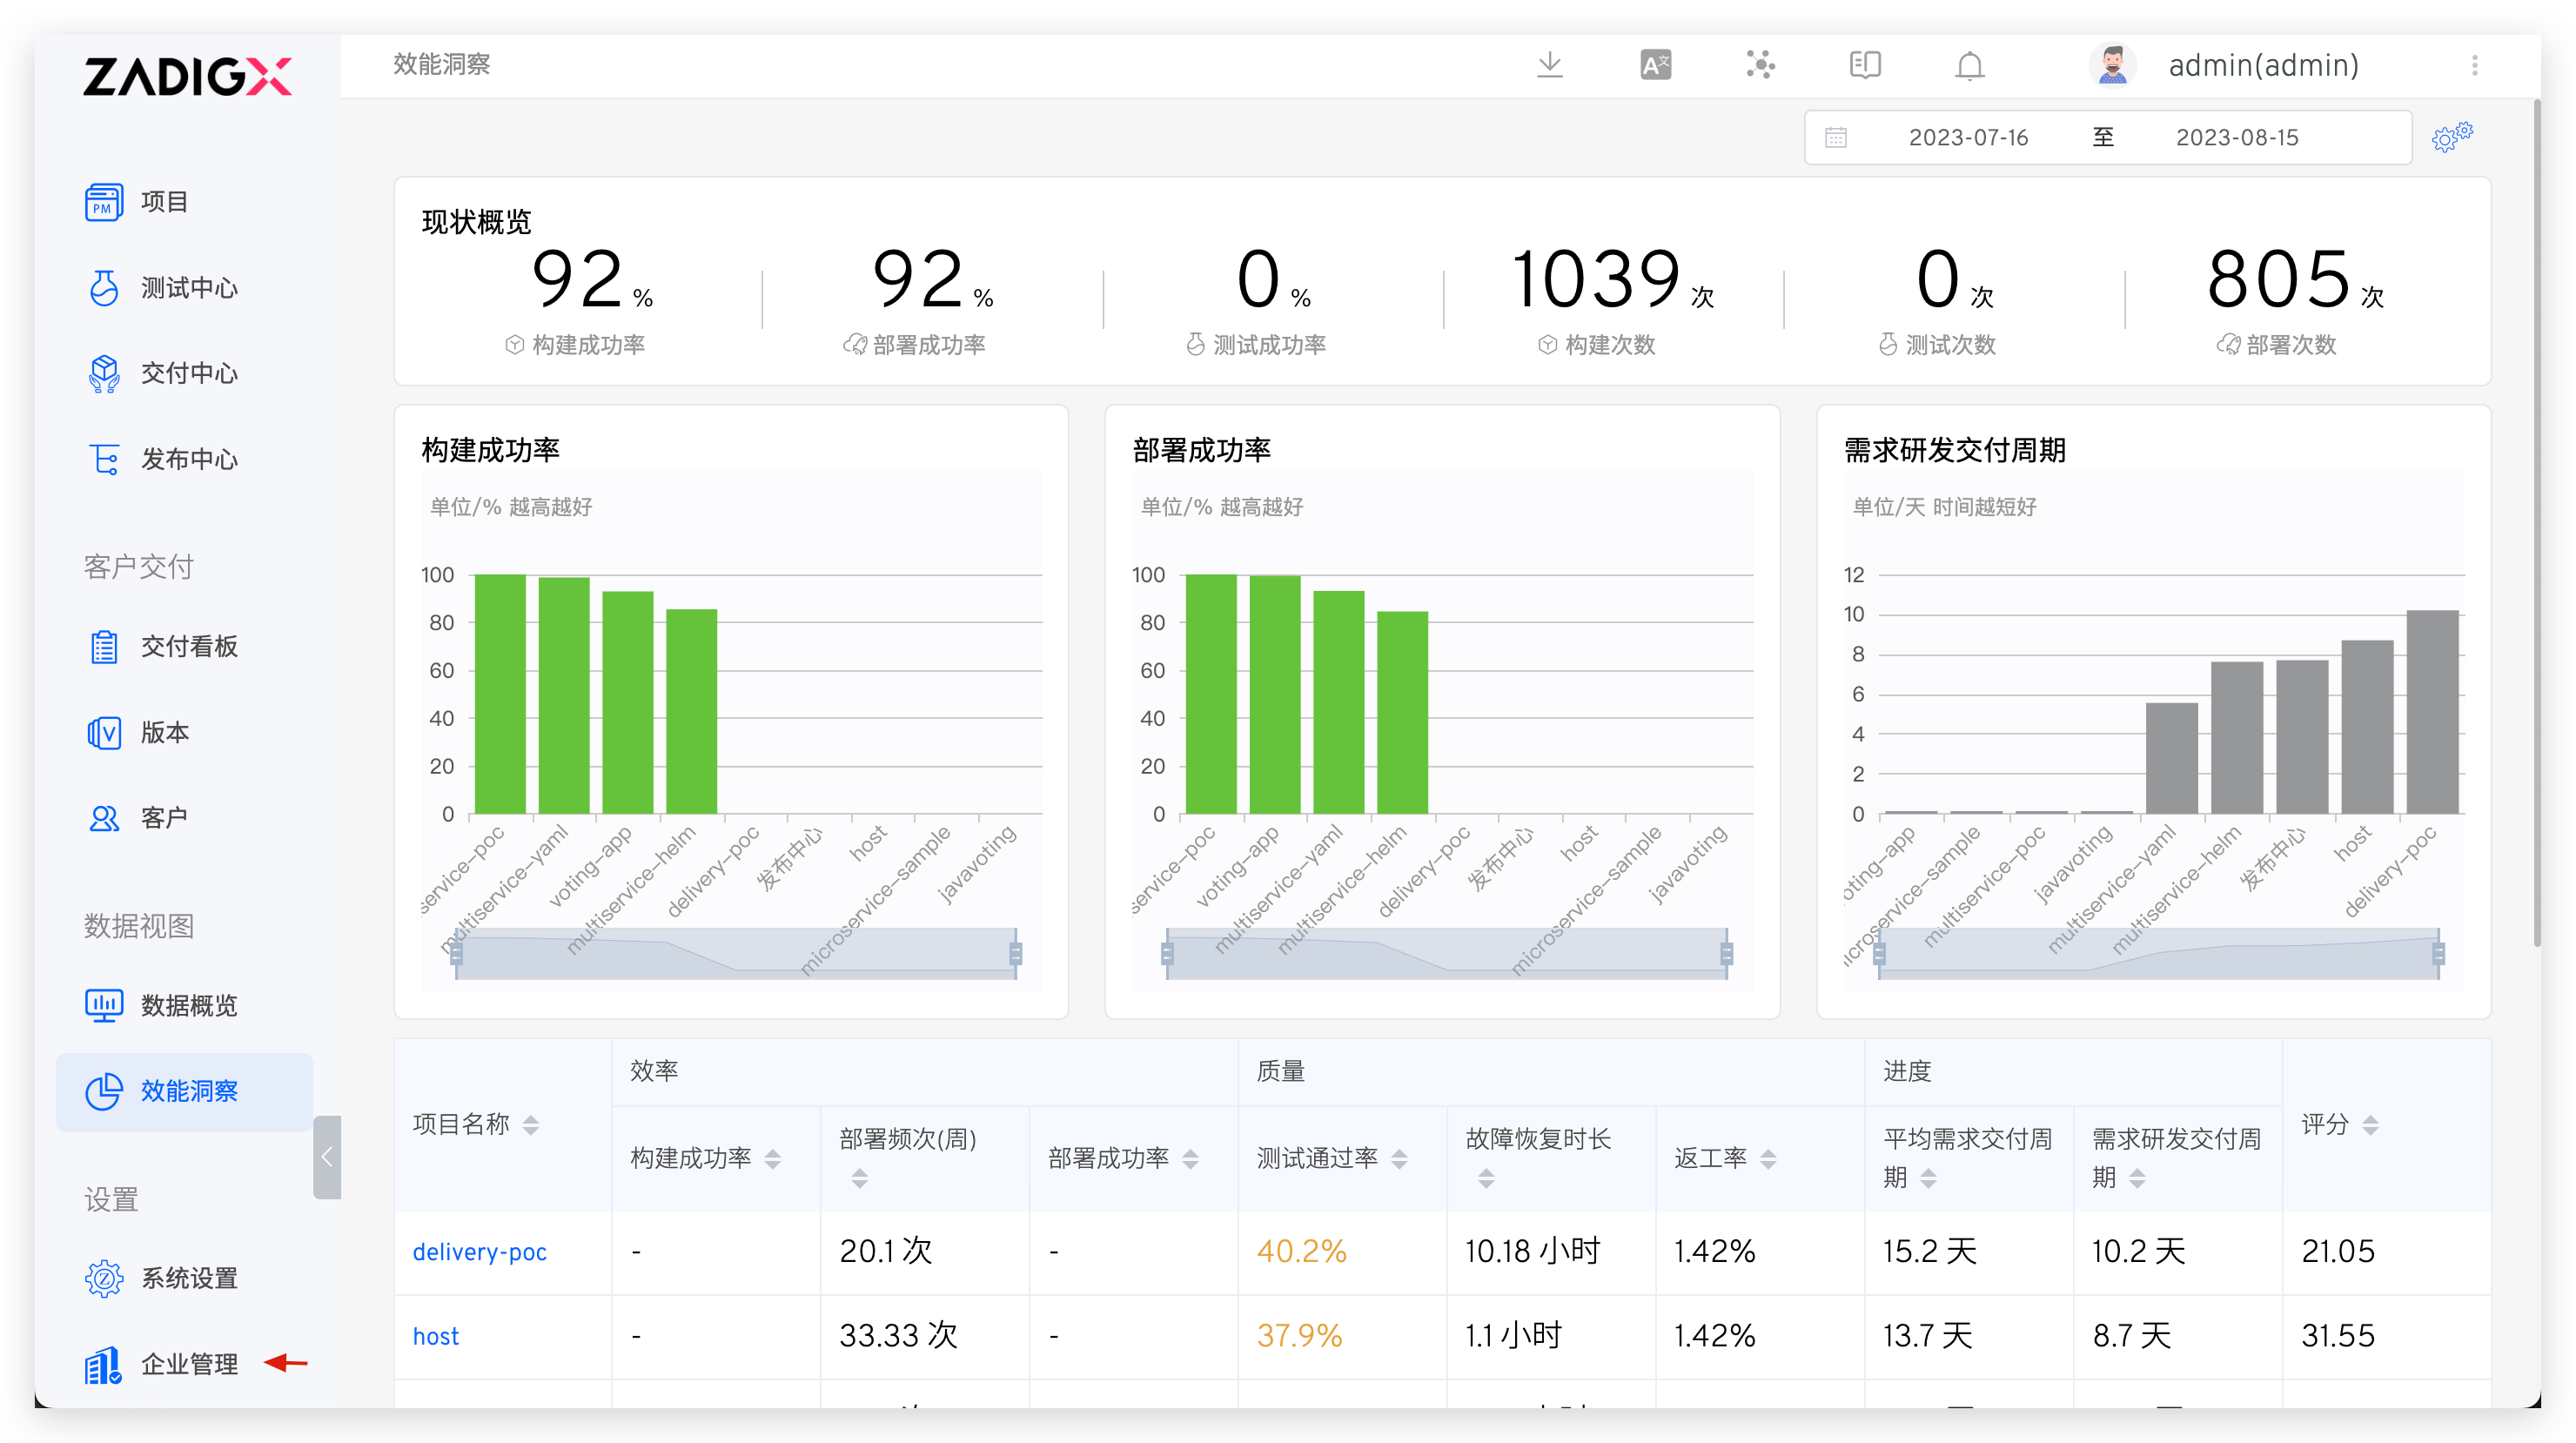 ZADIGX
效能洞察
admin(admin)
项目
测试中心
交付中心
发布中心
客户交付
交付看板
版本
客户
数据视图
数据概览
效能洞察
设置
系统设置
企业管理
2023-07-16 至 2023-08-15
现状概览
92 % 92 % 0 % 1039 次 0 次 805 次
构建成功率 部署成功率 测试成功率 构建次数 测试次数 部署次数
构建成功率
单位/% 越高越好
100
80
60
40
20
0
service-poc multiservice-yaml voting-app multiservice-helm delivery-poc 发布中心 host microservice-sample javavoting
部署成功率
单位/% 越高越好
100
80
60
40
20
0
service-poc voting-app multiservice-yaml multiservice-helm delivery-poc 发布中心 host microservice-sample javavoting
需求研发交付周期
单位/天 时间越短好
12
10
8
6
4
2
0
oting-app icroservice-sample multiservice-poc javavoting multiservice-yaml multiservice-helm 发布中心 host delivery-poc
项目名称 效率 质量 进度 评分
构建成功率 部署频次(周) 部署成功率 测试通过率 故障恢复时长 返工率 平均需求交付周期 需求研发交付周期
delivery-poc - 20.1 次 - 40.2% 10.18 小时 1.42% 15.2 天 10.2 天 21.05
host - 33.33 次 - 37.9% 1.1 小时 1.42% 13.7 天 8.7 天 31.55